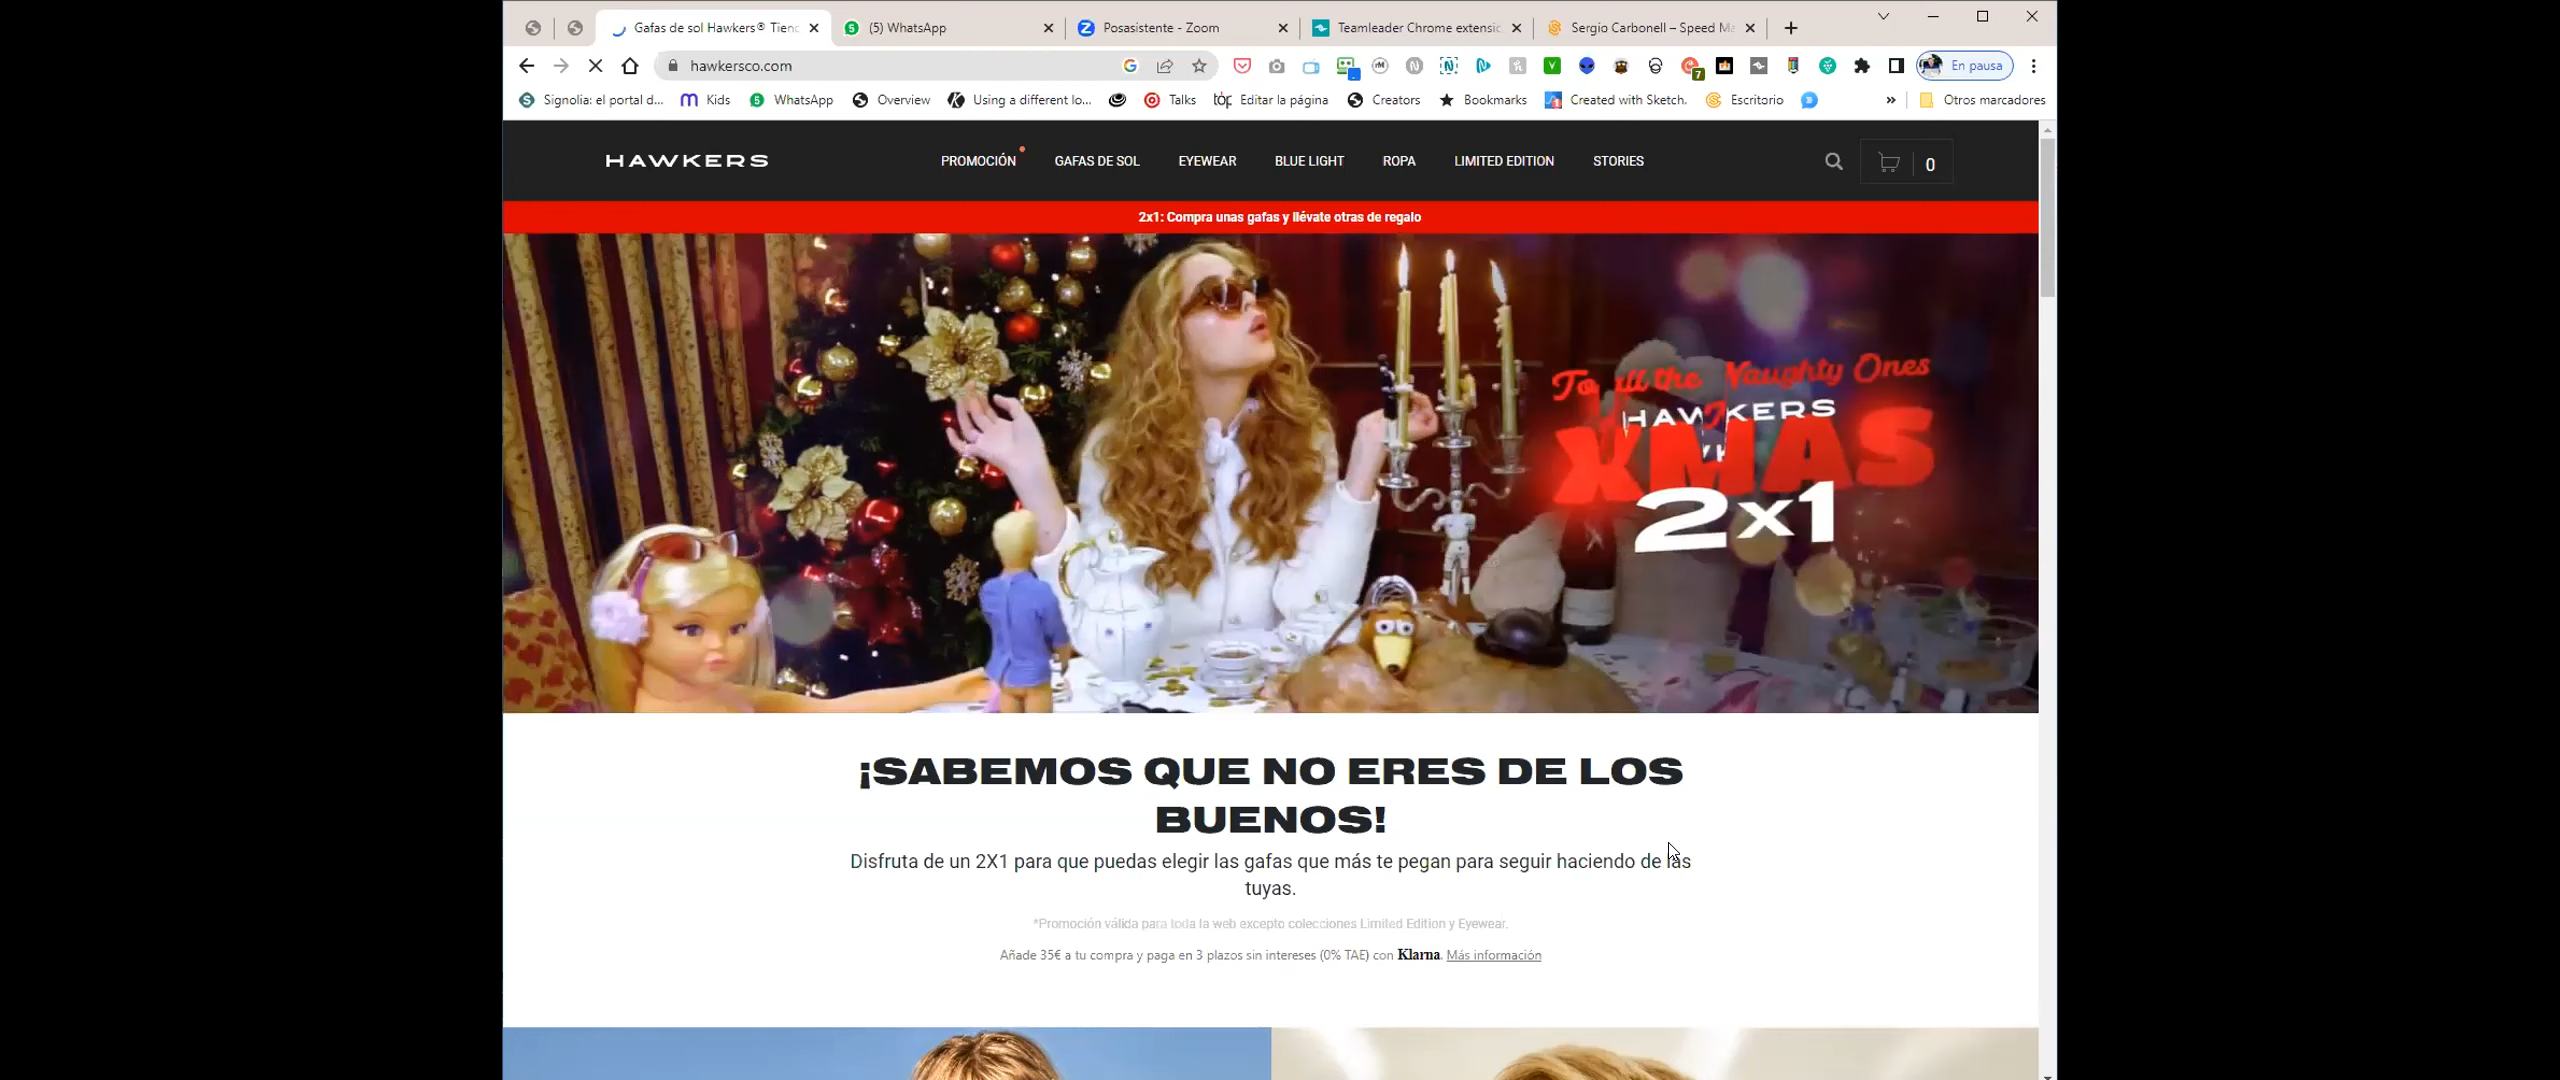 Gafas de sol Hawkers® Tienc
(5) WhatsApp
Posasistente - Zoom
Teamleader Chrome extensic
Sergio Carbonell – Speed Ma
hawkersco.com
En pausa
Signolia: el portal d...
Kids
WhatsApp
Overview
Using a different lo...
Talks
Editar la página
Creators
Bookmarks
Created with Sketch.
Escritorio
»
Otros marcadores
HAWKERS
PROMOCIÓN
GAFAS DE SOL
EYEWEAR
BLUE LIGHT
ROPA
LIMITED EDITION
STORIES
0
2x1: Compra unas gafas y llévate otras de regalo
To all the Naughty Ones
HAWKERS
XMAS
2x1
¡SABEMOS QUE NO ERES DE LOS
BUENOS!
Disfruta de un 2X1 para que puedas elegir las gafas que más te pegan para seguir haciendo de las
tuyas.
*Promoción válida para toda la web excepto colecciones Limited Edition y Eyewear.
Añade 35€ a tu compra y paga en 3 plazos sin intereses (0% TAE) con Klarna. Más información